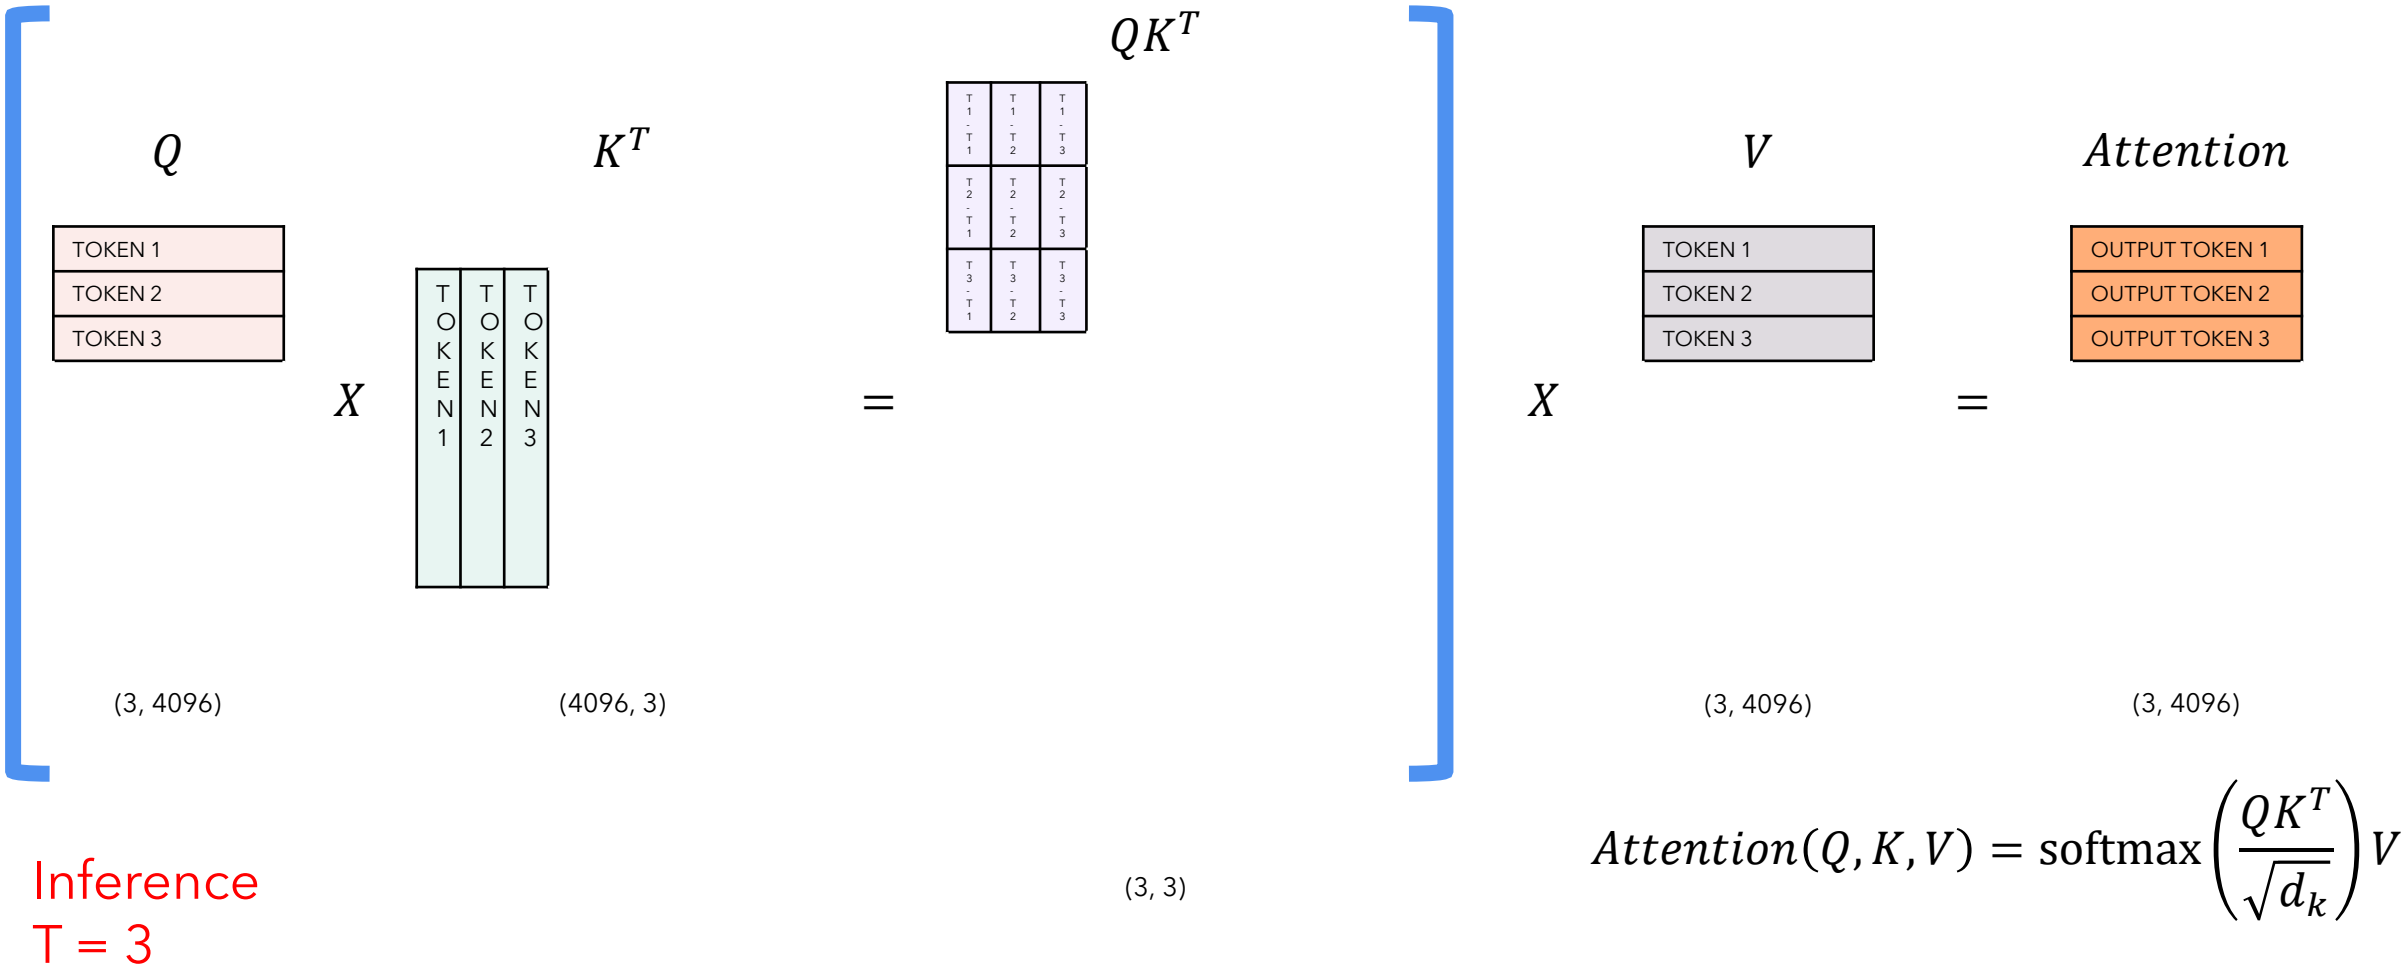 QK^T
Q
K^T
V
Attention
T1-T1
T1-T2
T1-T3
T2-T1
T2-T2
T2-T3
T3-T1
T3-T2
T3-T3
TOKEN 1
TOKEN 2
TOKEN 3
X
TOKEN1
TOKEN2
TOKEN3
=
X
TOKEN 1
TOKEN 2
TOKEN 3
=
OUTPUT TOKEN 1
OUTPUT TOKEN 2
OUTPUT TOKEN 3
(3, 4096)
(4096, 3)
(3, 4096)
(3, 4096)
(3, 3)
Attention(Q, K, V) = softmax(QK^T / √d_k) V
Inference
T = 3